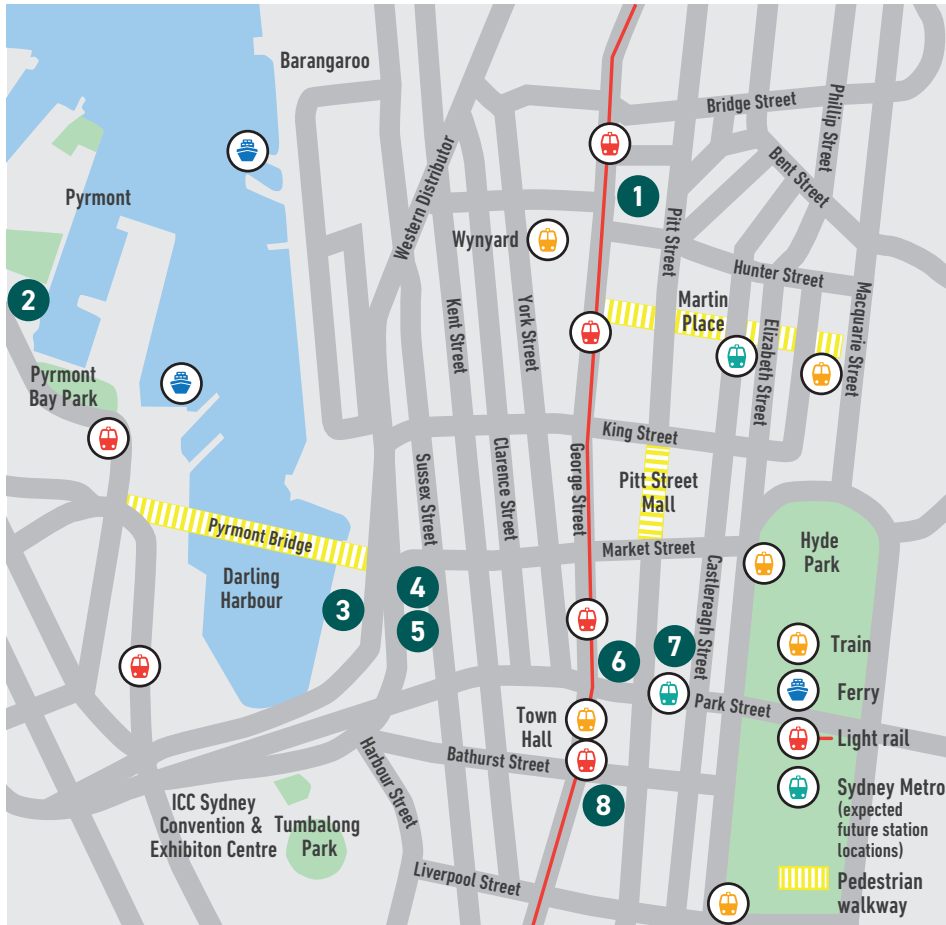 Barangaroo
Bridge Street
Phillip Street
Bent Street
Western Distributor
Pyrmont
1
Wynyard
Pitt Street
Hunter Street
2
Kent Street
York Street
Martin
Place
Elizabeth Street
Macquarie Street
Pyrmont
Bay Park
King Street
Sussex Street
Clarence Street
George Street
Pitt Street
Mall
Pyrmont Bridge
Market Street
Hyde
Park
Darling
Harbour
3
4
5
Castlereagh Street
6
7
Train
Ferry
Park Street
Town
Hall
Light rail
Harbour Street
Bathurst Street
8
Sydney Metro
(expected
future station
locations)
ICC Sydney
Convention &
Exhibiton Centre
Tumbalong
Park
Liverpool Street
Pedestrian
walkway